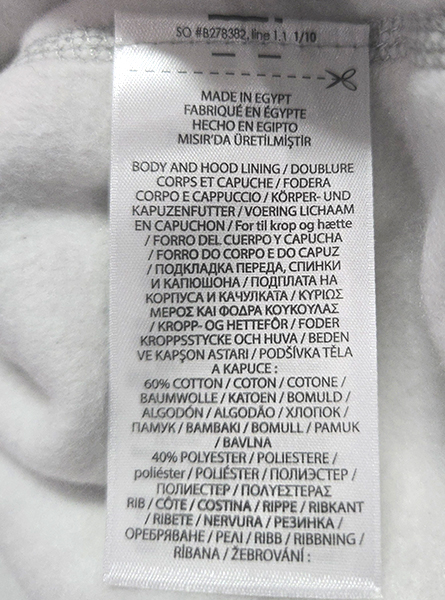 SO #8278382, line 1.1 1/10
MADE IN EGYPT
FABRIQUÉ EN ÉGYPTE
HECHO EN EGIPTO
MISIR'DA ÜRETİLMİŞTİR
BODY AND HOOD LINING / DOUBLURE
CORPS ET CAPUCHE / FODERA
CORPO E CAPPUCCIO / KÖRPER- UND
KAPUZENFUTTER / VOERING LICHAAM
EN CAPUCHON / For til krop og hætte
/ FORRO DEL CUERPO Y CAPUCHA
/ FORRO DO CORPO E DO CAPUZ
/ ПОДКЛАДКА ПЕРЕДА, СПИНКИ
И КАПЮШОНА / ПОДПЛАТА НА
КОРПУСА И КАЧУЛКАТА / ΚΥΡΙΩΣ
ΜΕΡΟΣ ΚΑΙ ΦΟΔΡΑ ΚΟΥΚΟΥΛΑΣ
/ KROPP- OG HETTEFÔR / FODER
KROPPSSTYCKE OCH HUVA / BEDEN
VE KAPŞON ASTARI / PODŠÍVKA TĚLA
A KAPUCE :
60% COTTON / COTON / COTONE /
BAUMWOLLE / KATOEN / BOMULD /
ALGODÓN / ALGODÃO / ХЛОПОК /
ПАМУК / ΒΑΜΒΑΚΙ / BOMULL / PAMUK
/ BAVLNA
40% POLYESTER / POLIESTERE /
poliéster / POLIÉSTER / ПОЛИЭСТЕР /
ПОЛИЕСТЕР / ΠΟΛΥΕΣΤΕΡΑΣ
RIB / CÔTE / COSTINA / RIPPE / RIBKANT
/ RIBETE / NERVURA / РЕЗИНКА /
ОРЕБРЯВАНЕ / ΡΕΛΙ / RIBB / RIBBNING /
RİBANA / ŽEBROVÁNÍ :